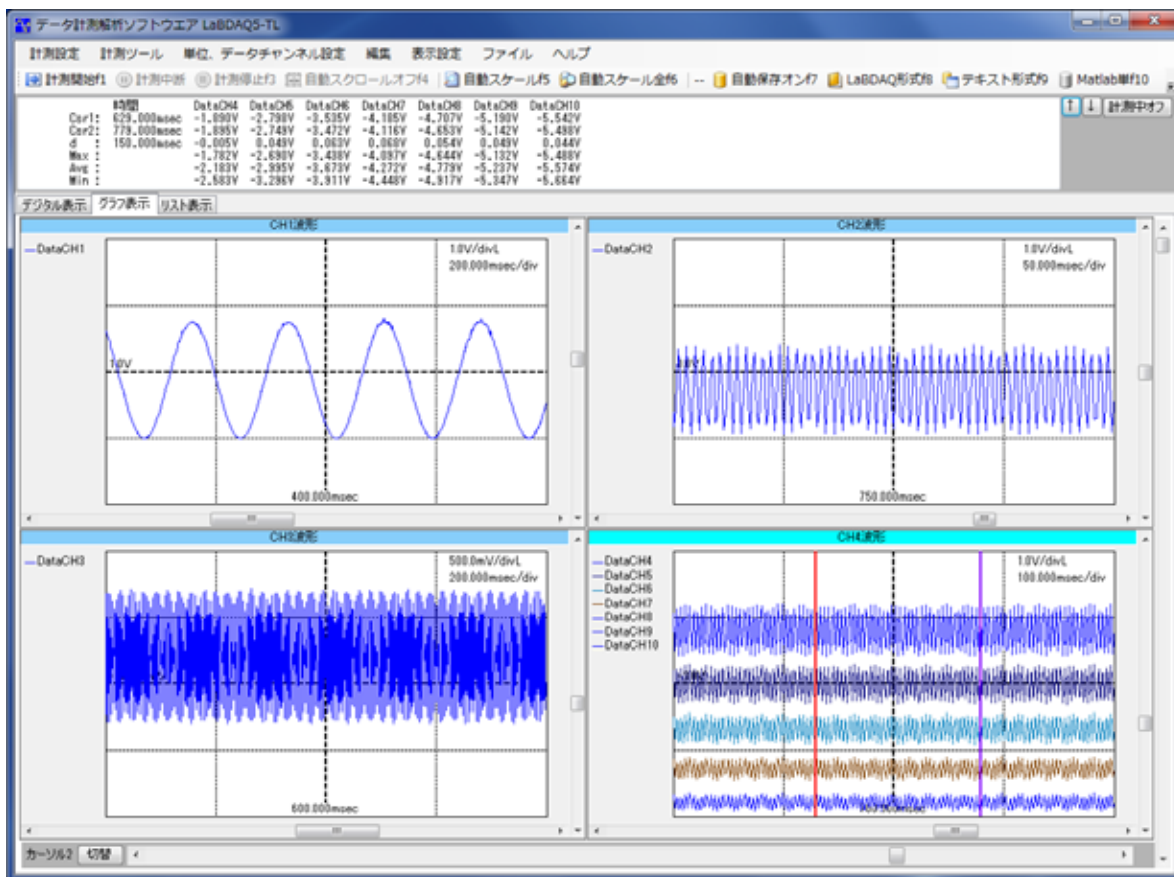 データ計測解析ソフトウエア LaBDAQ5-TL
計測設定 計測ツール 単位、データチャンネル設定 編集 表示設定 ファイル ヘルプ
計測開始f1 計測中断 計測停止f3 自動スクロールオフf4 自動スケールf5 自動スケール全f6 -- 自動保存オンf7 LaBDAQ形式f8 テキスト形式f9 Matlab単f10
時間 DataCH4 DataCH5 DataCH6 DataCH7 DataCH8 DataCH9 DataCH10
Csr1: 629.000msec -1.890V -2.798V -3.535V -4.185V -4.707V -5.190V -5.542V
Csr2: 779.000msec -1.895V -2.749V -3.472V -4.116V -4.653V -5.142V -5.498V
d : 150.000msec -0.005V 0.049V 0.063V 0.068V 0.054V 0.049V 0.044V
Max : -1.782V -2.690V -3.438V -4.097V -4.644V -5.132V -5.488V
Avg : -2.183V -2.995V -3.673V -4.272V -4.779V -5.237V -5.574V
Min : -2.583V -3.296V -3.911V -4.448V -4.917V -5.347V -5.664V
↑ ↓ 計測中オフ
デジタル表示 グラフ表示 リスト表示
CH1波形
DataCH1
1.0V/divL
200.000msec/div
1.0V
400.000msec
CH2波形
DataCH2
1.0V/divL
50.000msec/div
750.000msec
CH3波形
DataCH3
500.0mV/divL
200.000msec/div
600.000msec
CH4波形
DataCH4
DataCH5
DataCH6
DataCH7
DataCH8
DataCH9
DataCH10
1.0V/divL
100.000msec/div
カーソル2 切替